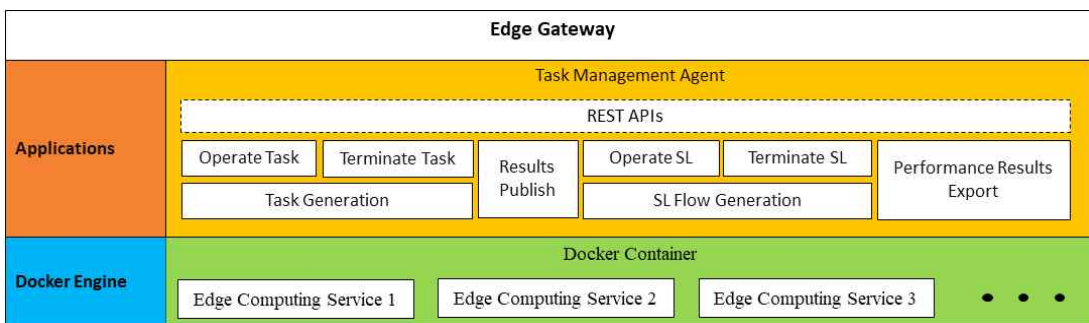 Edge Gateway
Applications
Task Management Agent
REST APIs
Operate Task
Terminate Task
Results
Publish
Operate SL
Terminate SL
Performance Results
Export
Task Generation
SL Flow Generation
Docker Engine
Docker Container
Edge Computing Service 1
Edge Computing Service 2
Edge Computing Service 3